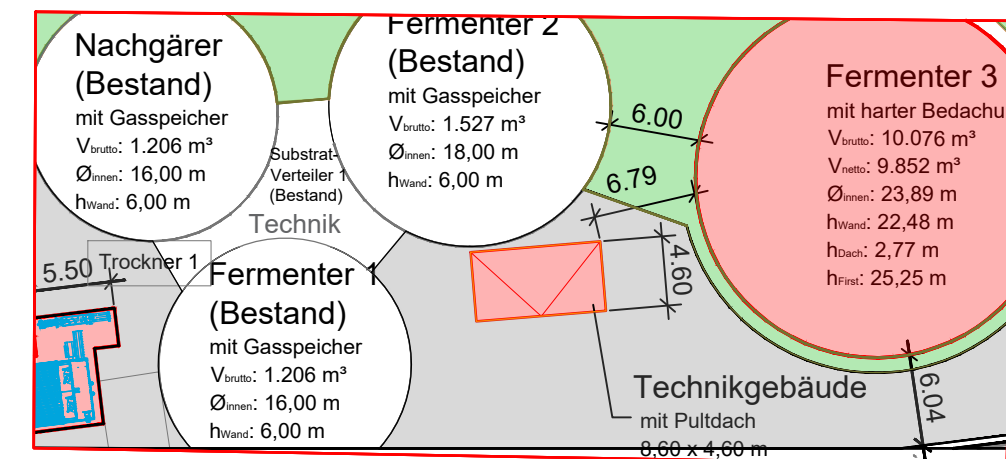 Nachgärer
(Bestand)
mit Gasspeicher
Vbrutto: 1.206 m³
Øinnen: 16,00 m
hWand: 6,00 m
Fermenter 2
(Bestand)
mit Gasspeicher
Vbrutto: 1.527 m³
Øinnen: 18,00 m
hWand: 6,00 m
Substrat-
Verteiler 1
(Bestand)
Technik
6.00
6.79
Fermenter 3
mit harter Bedachu
Vbrutto: 10.076 m³
Vnetto: 9.852 m³
Øinnen: 23,89 m
hWand: 22,48 m
hDach: 2,77 m
hFirst: 25,25 m
5.50
Trockner 1
Fermenter 1
(Bestand)
mit Gasspeicher
Vbrutto: 1.206 m³
Øinnen: 16,00 m
hWand: 6,00 m
4.60
Technikgebäude
mit Pultdach
8,60 x 4,60 m
6.04